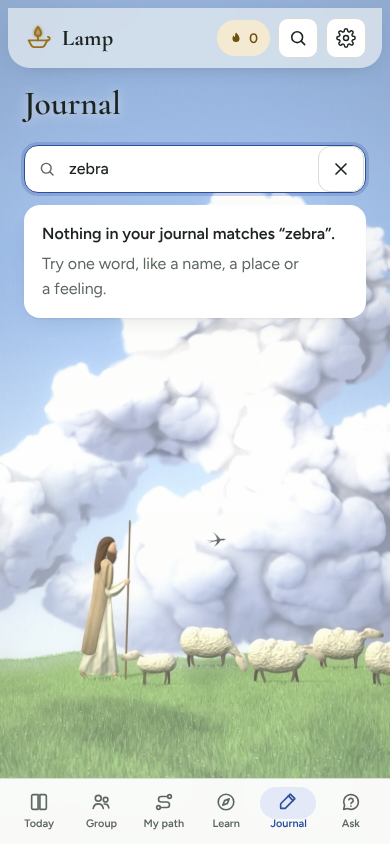 Lamp
0
Journal
zebra
Nothing in your journal matches “zebra”.
Try one word, like a name, a place or
a feeling.
Today
Group
My path
Learn
Journal
Ask